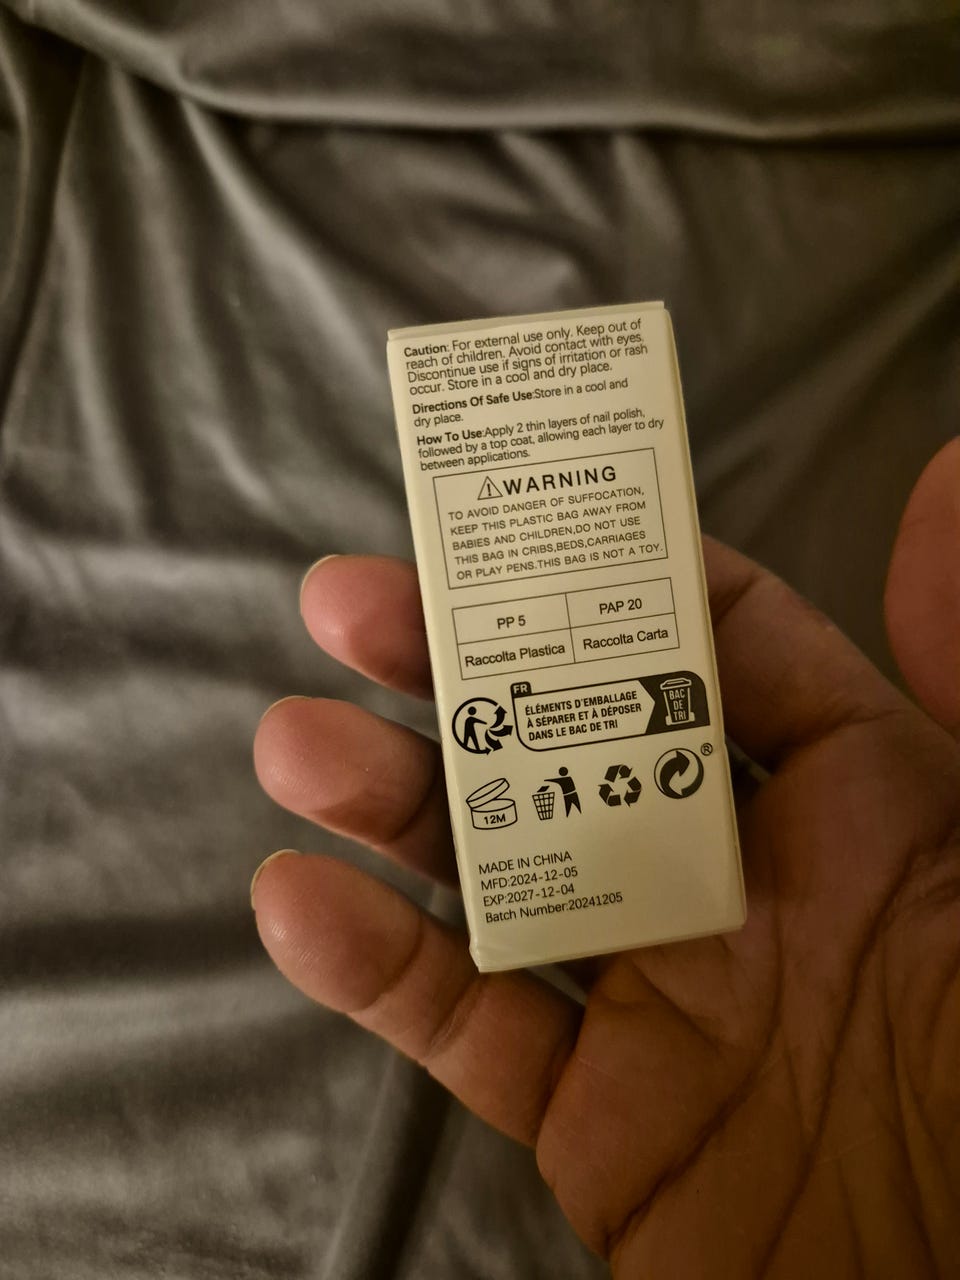 Caution: For external use only. Keep out of
reach of children. Avoid contact with eyes.
Discontinue use if signs of irritation or rash
occur. Store in a cool and dry place.
Directions Of Safe Use:Store in a cool and
dry place.
How To Use:Apply 2 thin layers of nail polish,
followed by a top coat, allowing each layer to dry
between applications.
WARNING
TO AVOID DANGER OF SUFFOCATION,
KEEP THIS PLASTIC BAG AWAY FROM
BABIES AND CHILDREN,DO NOT USE
THIS BAG IN CRIBS,BEDS,CARRIAGES
OR PLAY PENS.THIS BAG IS NOT A TOY.
PP 5 PAP 20
Raccolta Plastica Raccolta Carta
FR
ÉLÉMENTS D'EMBALLAGE
À SÉPARER ET À DÉPOSER
DANS LE BAC DE TRI
BAC
DE
TRI
®
12M
MADE IN CHINA
MFD:2024-12-05
EXP:2027-12-04
Batch Number:20241205